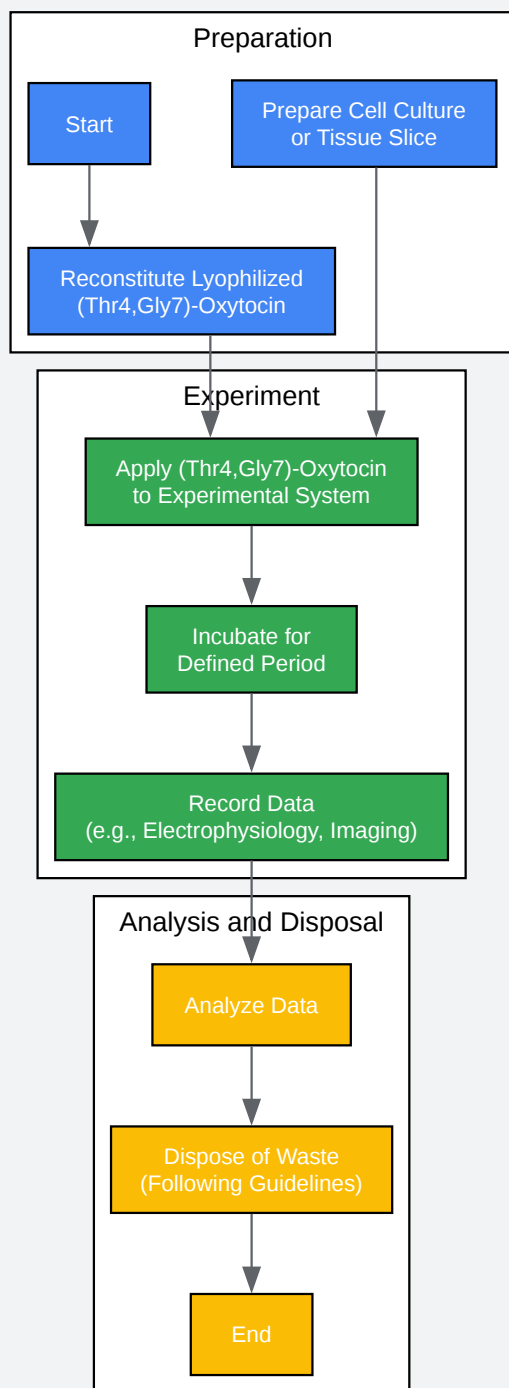 Preparation
Start
Prepare Cell Culture
or Tissue Slice
Reconstitute Lyophilized
(Thr4,Gly7)-Oxytocin
Experiment
Apply (Thr4,Gly7)-Oxytocin
to Experimental System
Incubate for
Defined Period
Record Data
(e.g., Electrophysiology, Imaging)
Analysis and Disposal
Analyze Data
Dispose of Waste
(Following Guidelines)
End